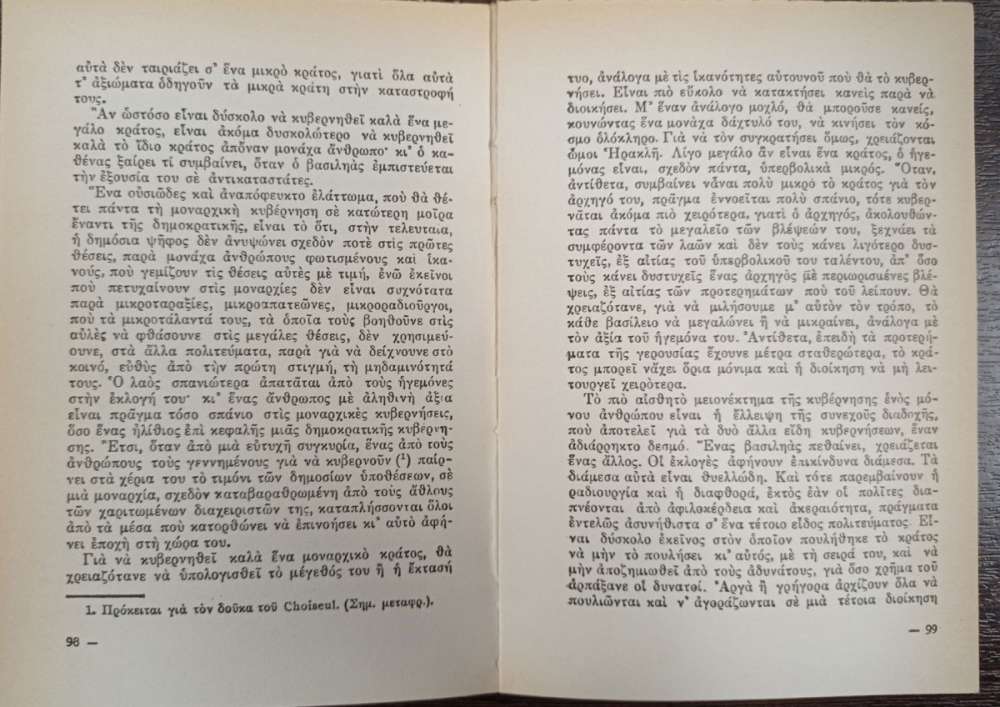 αὐτὰ δὲν ταιριάζει σ’ ἕνα μικρὸ κράτος, γιατὶ ὅλα αὐτὰ
τ’ ἀξιώματα ὁδηγοῦν τὰ μικρὰ κράτη στὴν καταστροφή
τους.
Ἂν ὡστόσο εἶναι δύσκολο νὰ κυβερνηθεῖ καλὰ ἕνα με-
γάλο κράτος, εἶναι ἀκόμα δυσκολώτερο νὰ κυβερνηθεῖ
καλὰ τὸ ἴδιο κράτος ἀπὄναν μονάχα ἄνθρωπο· κι’ ὁ κα-
θένας ξαίρει τί συμβαίνει, ὅταν ὁ βασιληᾶς ἐμπιστεύεται
τὴν ἐξουσία του σὲ ἀντικαταστάτες.
Ἕνα οὐσιῶδες καὶ ἀναπόφευκτο ἐλάττωμα, ποὺ θὰ θέ-
τει πάντα τὴ μοναρχικὴ κυβέρνηση σὲ κατώτερη μοῖρα
ἔναντι τῆς δημοκρατικῆς, εἶναι τὸ ὅτι, στὴν τελευταία,
ἡ δημόσια ψῆφος δὲν ἀνυψώνει σχεδὸν ποτὲ στὶς πρῶτες
θέσεις, παρὰ μονάχα ἀνθρώπους φωτισμένους καὶ ἱκα-
νούς, ποὺ γεμίζουν τὶς θέσεις αὐτὲς μὲ τιμή, ἐνῶ ἐκεῖνοι
ποὺ πετυχαίνουν στὶς μοναρχίες δὲν εἶναι συχνότατα
παρὰ μικροταραξίες, μικροαπατεῶνες, μικροραδιοῦργοι,
ποὺ τὰ μικροτάλαντά τους, τὰ ὁποῖα τοὺς βοηθοῦνε στὶς
αὐλὲς νὰ φθάσουνε στὶς μεγάλες θέσεις, δὲν χρησιμεύ-
ουνε, στὰ ἄλλα πολιτεύματα, παρὰ γιὰ νὰ δείχνουνε στὸ
κοινό, εὐθὺς ἀπὸ τὴν πρώτη στιγμή, τὴ μηδαμινότητά
τους. Ὁ λαὸς σπανιώτερα ἀπατᾶται ἀπὸ τοὺς ἡγεμόνες
στὴν ἐκλογή του· κι’ ἕνας ἄνθρωπος μὲ ἀληθινὴ ἀξία
εἶναι πρᾶγμα τόσο σπάνιο στὶς μοναρχικὲς κυβερνήσεις,
ὅσο ἕνας ἠλίθιος ἐπὶ κεφαλῆς μιᾶς δημοκρατικῆς κυβερνη-
σης. Ἔτσι, ὅταν ἀπὸ μιὰ εὐτυχῆ συγκυρία, ἕνας ἀπὸ τοὺς
ἀνθρώπους τοὺς γεννημένους γιὰ νὰ κυβερνοῦν (¹) παίρ-
νει στὰ χέρια του τὸ τιμόνι τῶν δημοσίων ὑποθέσεων, σὲ
μιὰ μοναρχία, σχεδὸν καταβαραθρωμένη ἀπὸ τοὺς ἄθλους
τῶν χαριτωμένων διαχειριστῶν της, καταπλήσσονται ὅλοι
ἀπὸ τὰ μέσα ποὺ κατορθώνει νὰ ἐπινοήσει κι’ αὐτὸ ἀφή-
νει ἐποχὴ στὴ χώρα του.
Γιὰ νὰ κυβερνηθεῖ καλὰ ἕνα μοναρχικὸ κράτος, θὰ
χρειαζότανε νὰ ὑπολογισθεῖ τὸ μέγεθός του ἢ ἡ ἔκτασή
1. Πρόκειται γιὰ τὸν δοῦκα τοῦ Choiseul. (Σημ. μεταφρ.).
98 —
τυο, ἀνάλογα μὲ τὶς ἱκανότητες αὐτουνοῦ ποὺ θὰ τὸ κυβερ-
νήσει. Εἶναι πιὸ εὔκολο νὰ κατακτήσει κανεὶς παρὰ νὰ
διοικήσει. Μ’ ἕναν ἀνάλογο μοχλό, θὰ μποροῦσε κανείς,
κουνώντας ἕνα μονάχα δάχτυλό του, νὰ κινήσει τὸν κό-
σμο ὁλόκληρο. Γιὰ νὰ τὸν συγκρατήσει ὅμως, χρειάζονται
ὦμοι Ἡρακλῆ. Λίγο μεγάλο ἂν εἶναι ἕνα κράτος, ὁ ἡγε-
μόνας εἶναι, σχεδὸν πάντα, ὑπερβολικὰ μικρός. Ὅταν,
ἀντίθετα, συμβαίνει νἆναι πολὺ μικρὸ τὸ κράτος γιὰ τὸν
ἀρχηγό του, πρᾶγμα ἐννοεῖται πολὺ σπάνιο, τότε κυβερ-
νᾶται ἀκόμα πιὸ χειρότερα, γιατὶ ὁ ἀρχηγός, ἀκολουθών-
τας πάντα τὸ μεγαλεῖο τῶν βλέψεών του, ξεχνάει τὰ
συμφέροντα τῶν λαῶν καὶ δὲν τοὺς κάνει λιγότερο δυσ-
τυχεῖς, ἐξ αἰτίας τοῦ ὑπερβολικοῦ του ταλέντου, ἀπ’ ὅσο
τοὺς κάνει δυστυχεῖς ἕνας ἀρχηγὸς μὲ περιωρισμένες βλέ-
ψεις, ἐξ αἰτίας τῶν προτερημάτων ποὺ τοῦ λείπουν. Θὰ
χρειαζότανε, γιὰ νὰ μιλήσουμε μ’ αὐτὸν τὸν τρόπο, τὸ
κάθε βασίλειο νὰ μεγαλώνει ἢ νὰ μικραίνει, ἀνάλογα μὲ
τὸν ἀξία τοῦ ἡγεμόνα του. Ἀντίθετα, ἐπειδὴ τὰ προτερή-
ματα τῆς γερουσίας ἔχουνε μέτρα σταθερώτερα, τὸ κρά-
τος μπορεῖ νἄχει ὅρια μόνιμα καὶ ἡ διοίκηση νὰ μὴ λει-
τουργεῖ χειρότερα.
Τὸ πιὸ αἰσθητὸ μειονέκτημα τῆς κυβέρνησης ἑνὸς μό-
νου ἀνθρώπου εἶναι ἡ ἔλλειψη τῆς συνεχοῦς διαδοχῆς,
ποὺ ἀποτελεῖ γιὰ τὰ δυὸ ἄλλα εἴδη κυβερνήσεων, ἕναν
ἀδιάρρηκτο δεσμό. Ἕνας βασιληᾶς πεθαίνει, χρειάζεται
ἕνας ἄλλος. Οἱ ἐκλογὲς ἀφήνουν ἐπικίνδυνα διάμεσα. Τὰ
διάμεσα αὐτὰ εἶναι θυελλώδη. Καὶ τότε παρεμβαίνουν ἡ
ραδιουργία καὶ ἡ διαφθορά, ἐκτὸς ἐὰν οἱ πολῖτες δια-
πνέονται ἀπὸ ἀφιλοκέρδεια καὶ ἀκεραιότητα, πράγματα
ἐντελῶς ἀσυνήθιστα σ’ ἕνα τέτοιο εἶδος πολιτεύματος. Εἶ-
ναι δύσκολο ἐκεῖνος στὸν ὁποῖον πουλήθηκε τὸ κράτος
νὰ μὴν τὸ πουλήσει κι’ αὐτός, μὲ τὴ σειρά του, καὶ νὰ
μὴν ἀποζημιωθεῖ ἀπὸ τοὺς ἀδυνάτους, γιὰ ὅσο χρῆμα τοῦ
ἀρπάξανε οἱ δυνατοί. Ἀργὰ ἢ γρήγορα ἀρχίζουν ὅλα νὰ
πουλιῶνται καὶ ν’ ἀγοράζωνται σὲ μιὰ τέτοια διοίκηση
— 99